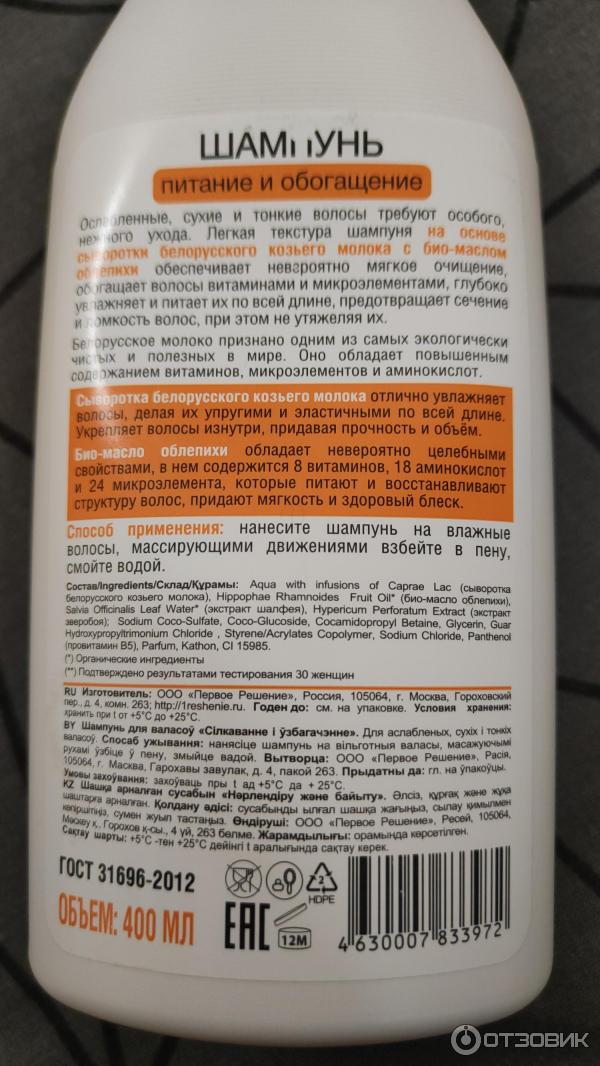 ШАМПУНЬ
питание и обогащение
Ослабленные, сухие и тонкие волосы требуют особого,
нежного ухода. Легкая текстура шампуня на основе
сыворотки белорусского козьего молока с био-маслом
облепихи обеспечивает невероятно мягкое очищение,
обогащает волосы витаминами и микроэлементами, глубоко
увлажняет и питает их по всей длине, предотвращает сечение
и ломкость волос, при этом не утяжеляя их.
Белорусское молоко признано одним из самых экологически
чистых и полезных в мире. Оно обладает повышенным
содержанием витаминов, микроэлементов и аминокислот.
Сыворотка белорусского козьего молока отлично увлажняет
волосы, делая их упругими и эластичными по всей длине.
Укрепляет волосы изнутри, придавая прочность и объём.
Био-масло облепихи обладает невероятно целебными
свойствами, в нем содержится 8 витаминов, 18 аминокислот
и 24 микроэлемента, которые питают и восстанавливают
структуру волос, придают мягкость и здоровый блеск.
Способ применения: нанесите шампунь на влажные
волосы, массирующими движениями взбейте в пену,
смойте водой.
Состав/Ingredients/Склад/Құрамы: Aqua with infusions of Caprae Lac (сыворотка
белорусского козьего молока), Hippophae Rhamnoides Fruit Oil* (био-масло облепихи),
Salvia Officinalis Leaf Water* (экстракт шалфея), Hypericum Perforatum Extract (экстракт
зверобоя); Sodium Coco-Sulfate, Coco-Glucoside, Cocamidopropyl Betaine, Glycerin, Guar
Hydroxypropyltrimonium Chloride , Styrene/Acrylates Copolymer, Sodium Chloride, Panthenol
(провитамин B5), Parfum, Kathon, CI 15985.
(*) Органические ингредиенты
(**) Подтверждено результатами тестирования 30 женщин
RU Изготовитель: ООО «Первое Решение», Россия, 105064, г. Москва, Гороховский
пер., д. 4, комн. 263; http://1reshenie.ru. Годен до: см. на упаковке. Условия хранения:
хранить при t от +5°С до +25°С.
BY Шампунь для валасоў «Сілкаванне і ўзбагачэнне». Для аслабленых, сухіх і тонкіх
валасоў. Спосаб ужывання: нанясіце шампунь на вільготныя валасы, масажуючымі
рухамі ўзбіце ў пену, змыйце вадой. Вытворца: ООО «Первое Решение», Расія,
105064, г. Масква, Гарохавы завулак, д. 4, пакой 263. Прыдатны да: гл. на ўпакоўцы.
Умовы захоўвання: захоўваць пры t ад +5°С да + 25°С.
KZ Шашқа арналған сусабын «Нәрлендіру және байыту». Әлсіз, құрғақ және жұқа
шаштарға арналған. Қолдану әдісі: сусабынды ылғал шашқа жағыңыз, сылау қимылмен
көпіршітіңіз, сумен жуып тастаңыз. Өндіруші: ООО «Первое Решение», Ресей, 105064,
Мәскеу қ., Горохов қ-сы., 4 үй, 263 бөлме. Жарамдылығы: орамында көрсетілген.
Сақтау шарты: +5°С -тен +25°С дейінгі t аралығында сақтау керек.
ГОСТ 31696-2012
ОБЪЕМ: 400 МЛ
2
HDPE
EAC
12M
4 630007 833972
ОТЗОВИК